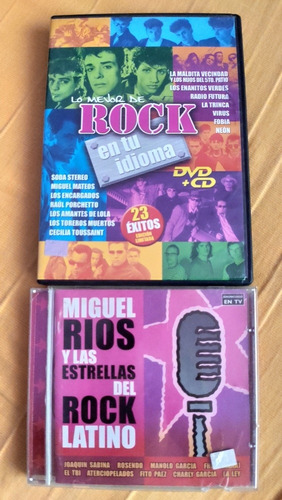 LA MALDITA VECINDAD
Y LOS HIJOS DEL 5TO. PATIO
LOS ENANITOS VERDES
RADIO FUTURA
LA TRINCA
VIRUS
FOBIA
NEÓN
LO MEJOR DE
ROCK
en tu
idioma
DVD
+CD
SODA STEREO
MIGUEL MATEOS
LOS ENCARGADOS
RAÚL PORCHETTO
LOS AMANTES DE LOLA
LOS TOREROS MUERTOS
CECILIA TOUSSAINT
23
ÉXITOS
EDICIÓN LIMITADA
EN TV
MIGUEL
RIOS
Y LAS
ESTRELLAS
DEL
ROCK
LATINO
JOAQUIN SABINA ROSENDO MANOLO GARCIA
EL TRI ATERCIOPELADOS FITO PAEZ CHARLY GARCIA LA LEY